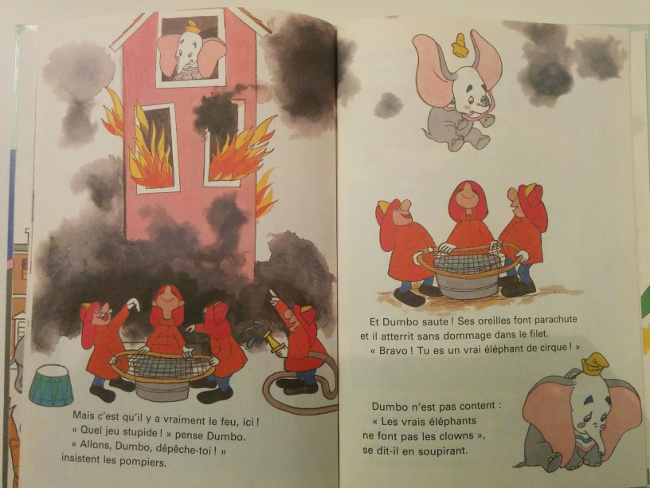 Mais c'est qu'il y a vraiment le feu, ici !
« Quel jeu stupide ! » pense Dumbo.
« Allons, Dumbo, dépêche-toi ! »
insistent les pompiers.
Et Dumbo saute ! Ses oreilles font parachute
et il atterrit sans dommage dans le filet.
« Bravo ! Tu es un vrai éléphant de cirque ! »
Dumbo n'est pas content :
« Les vrais éléphants
ne font pas les clowns »,
se dit-il en soupirant.